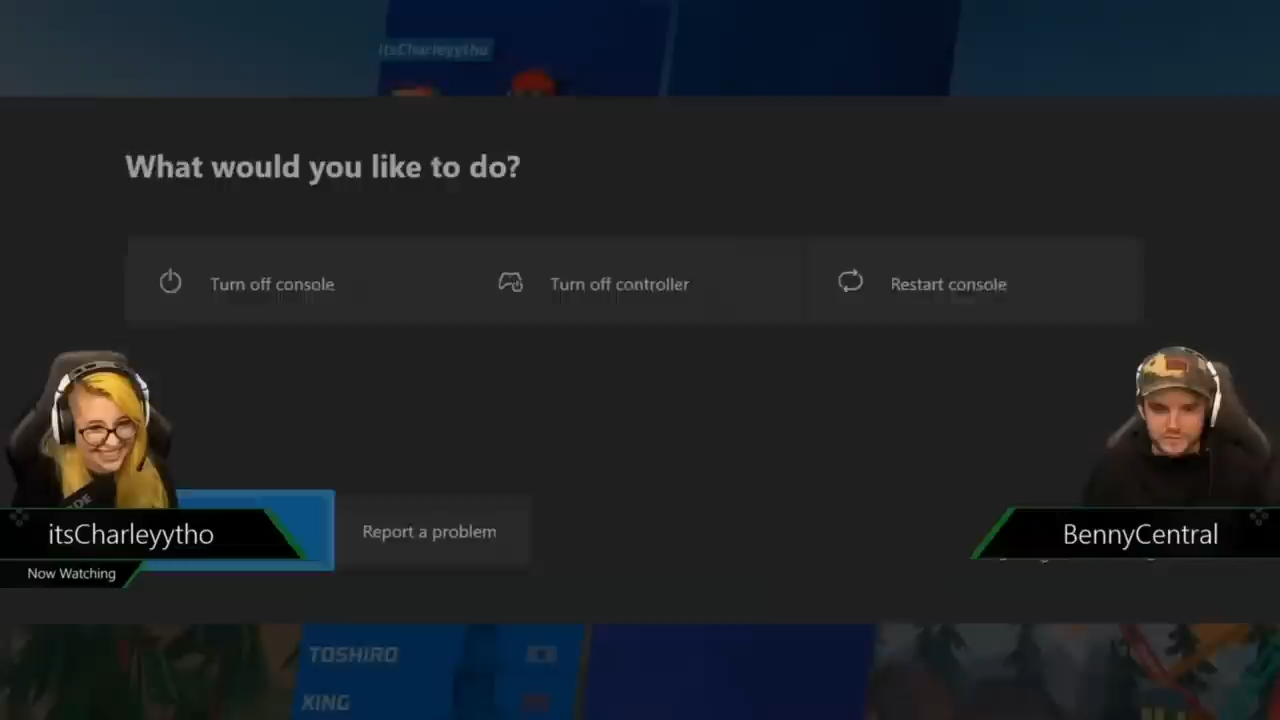 itsCharleyytho
What would you like to do?
Turn off console
Turn off controller
Restart console
itsCharleyytho
Now Watching
Report a problem
BennyCentral
TOSHIRO
XING